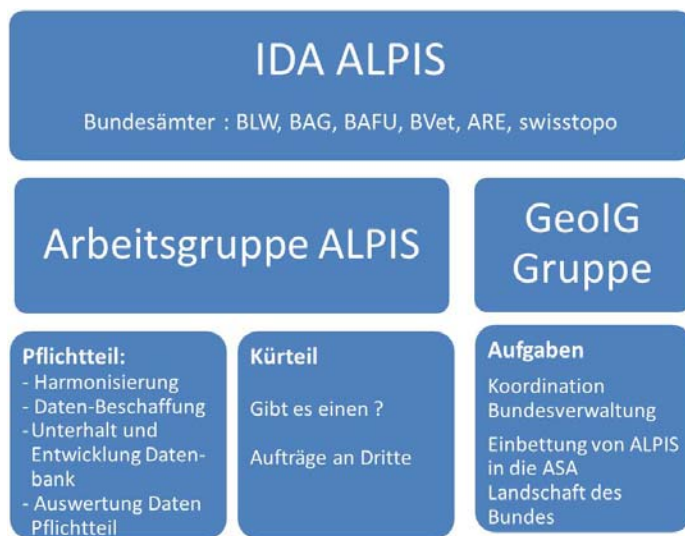 IDA ALPIS
Bundesämter : BLW, BAG, BAFU, BVet, ARE, swisstopo
Arbeitsgruppe ALPIS
GeoIG
Gruppe
Pflichtteil:
- Harmonisierung
- Daten-Beschaffung
- Unterhalt und
Entwicklung Daten-
bank
- Auswertung Daten
Pflichtteil
Kürteil
Gibt es einen ?
Aufträge an Dritte
Aufgaben
Koordination
Bundesverwaltung
Einbettung von ALPIS
in die ASA
Landschaft des
Bundes